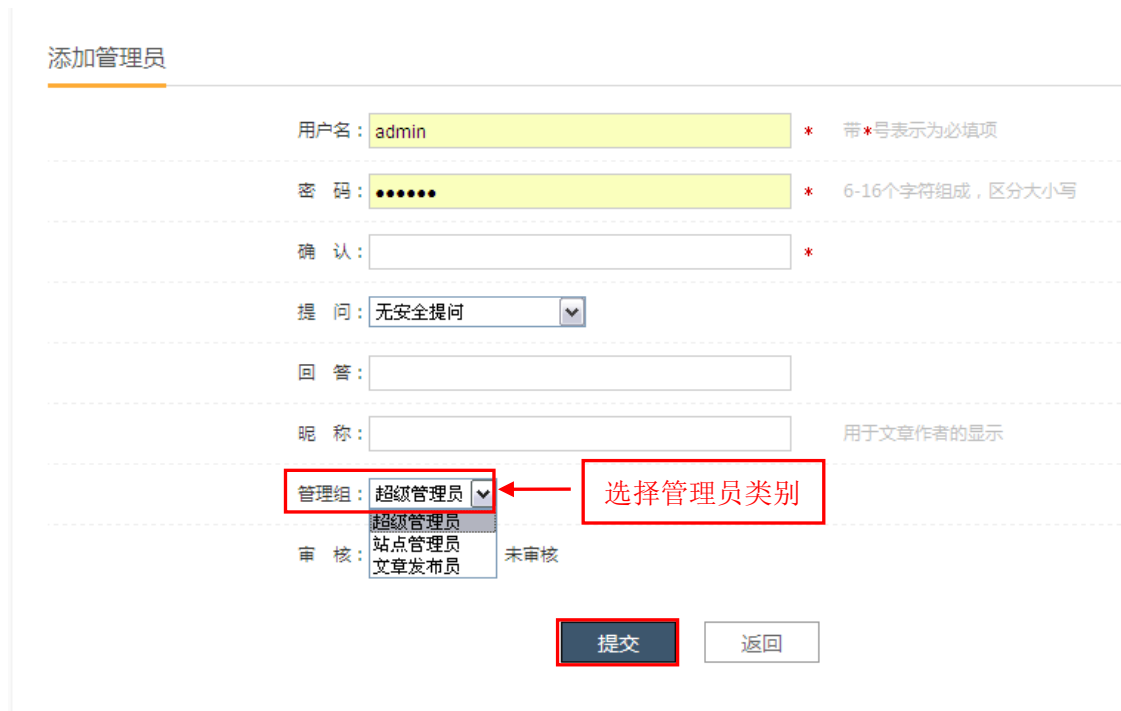 添加管理员
用户名：admin * 带*号表示为必填项
密 码：•••••• * 6-16个字符组成，区分大小写
确 认： *
提 问：无安全提问
回 答：
昵 称： 用于文章作者的显示
管理组：超级管理员 选择管理员类别
超级管理员
站点管理员
审 核： 未审核
文章发布员
提交 返回